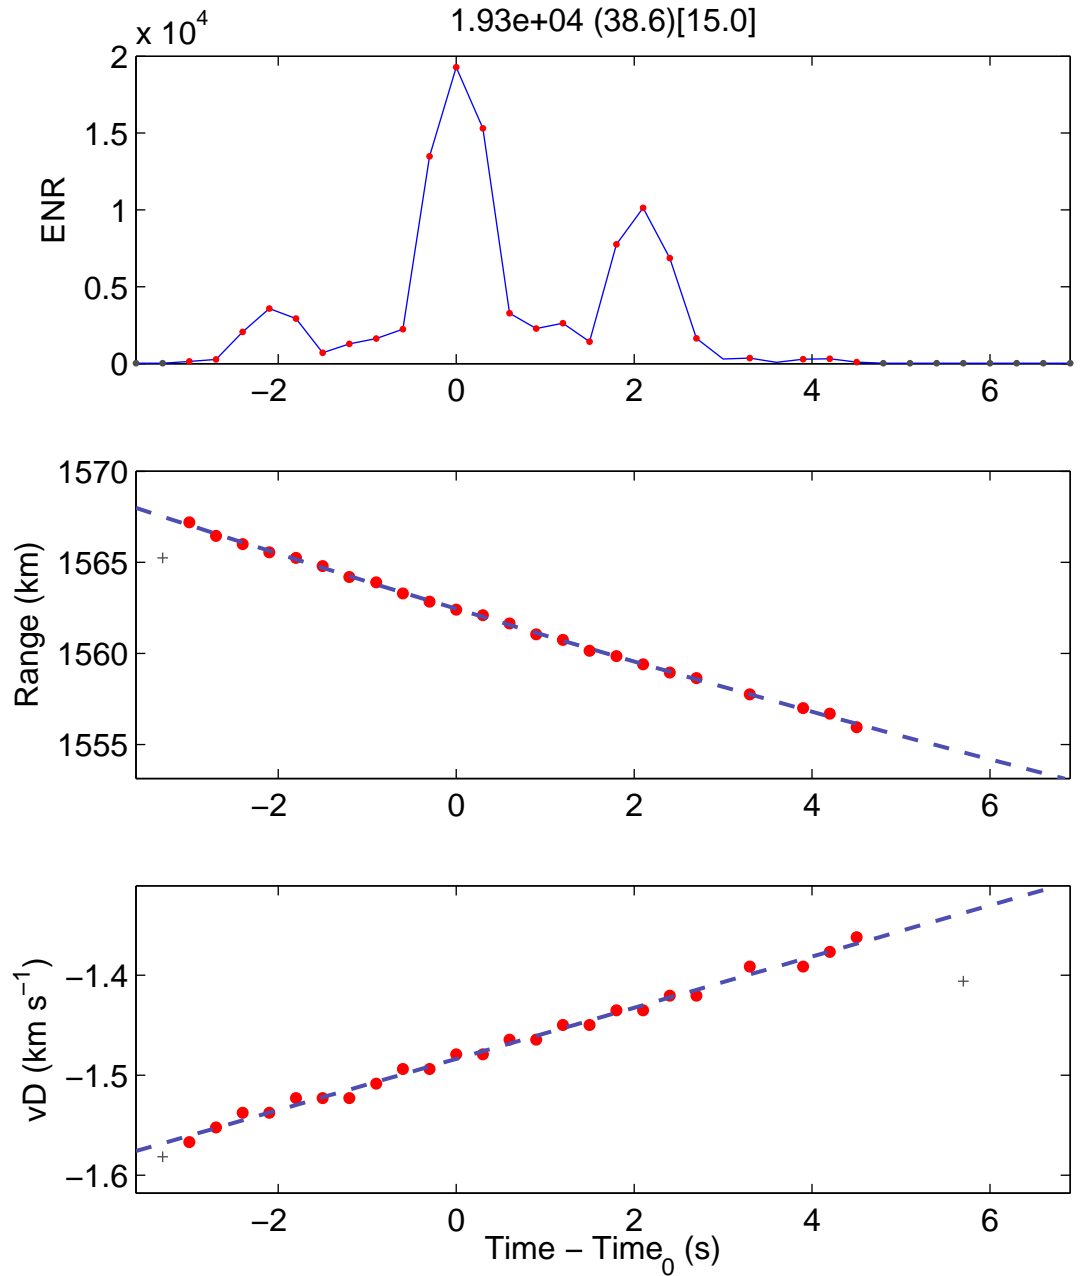 1.93e+04 (38.6)[15.0]
x 10^4
2
1.5
1
0.5
0
ENR
−2 0 2 4 6
1570
1565
1560
1555
Range (km)
−2 0 2 4 6
−1.4
−1.5
−1.6
vD (km s^−1)
−2 0 2 4 6
Time − Time_0 (s)